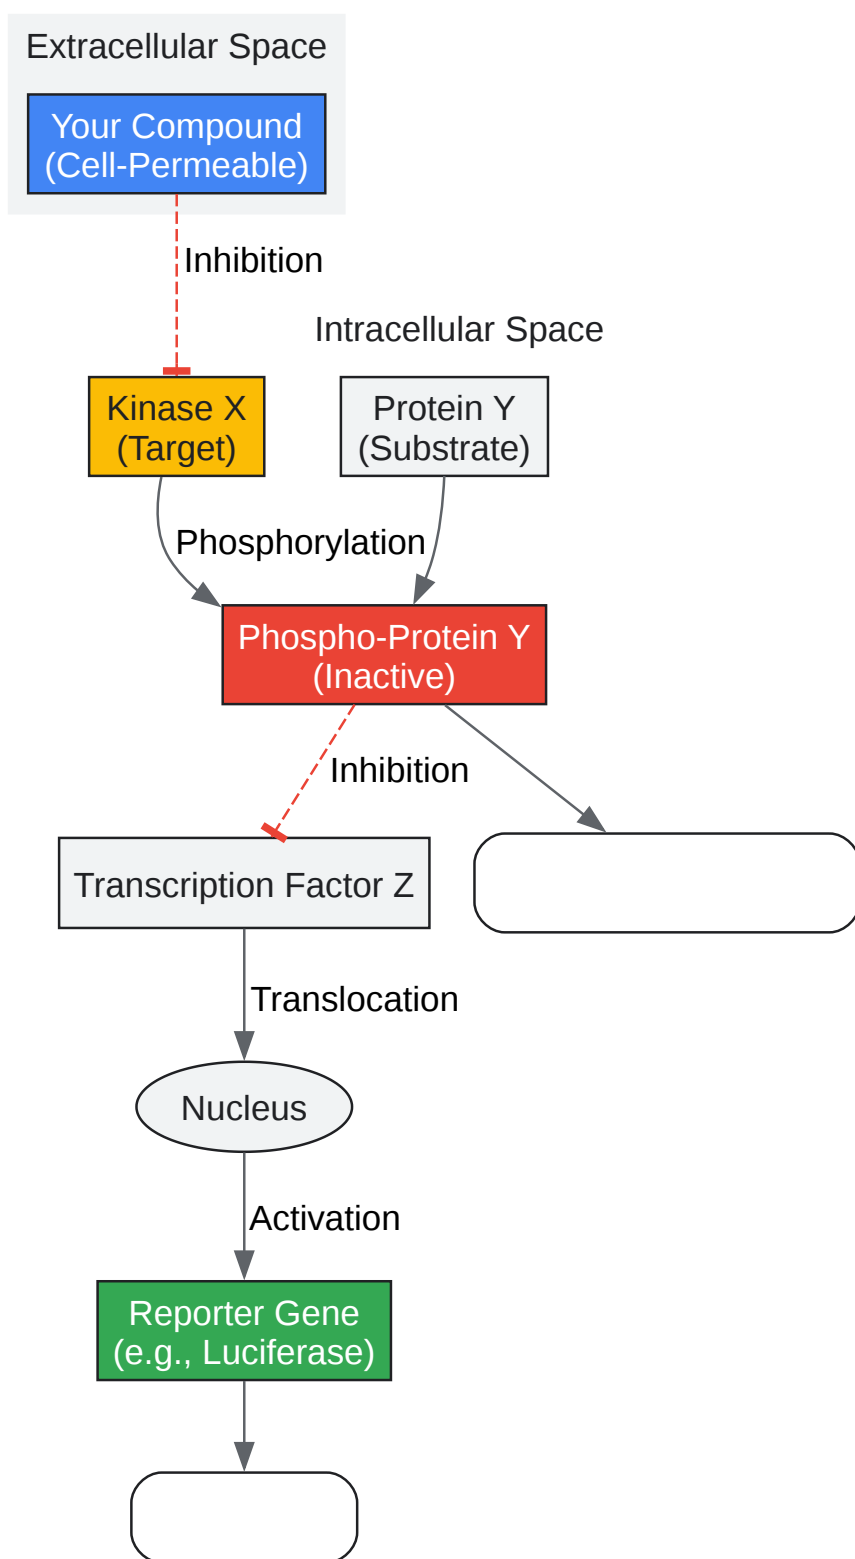 Extracellular Space
Your Compound
(Cell-Permeable)
Inhibition
Intracellular Space
Kinase X
(Target)
Protein Y
(Substrate)
Phosphorylation
Phospho-Protein Y
(Inactive)
Inhibition
Transcription Factor Z
Translocation
Nucleus
Activation
Reporter Gene
(e.g., Luciferase)